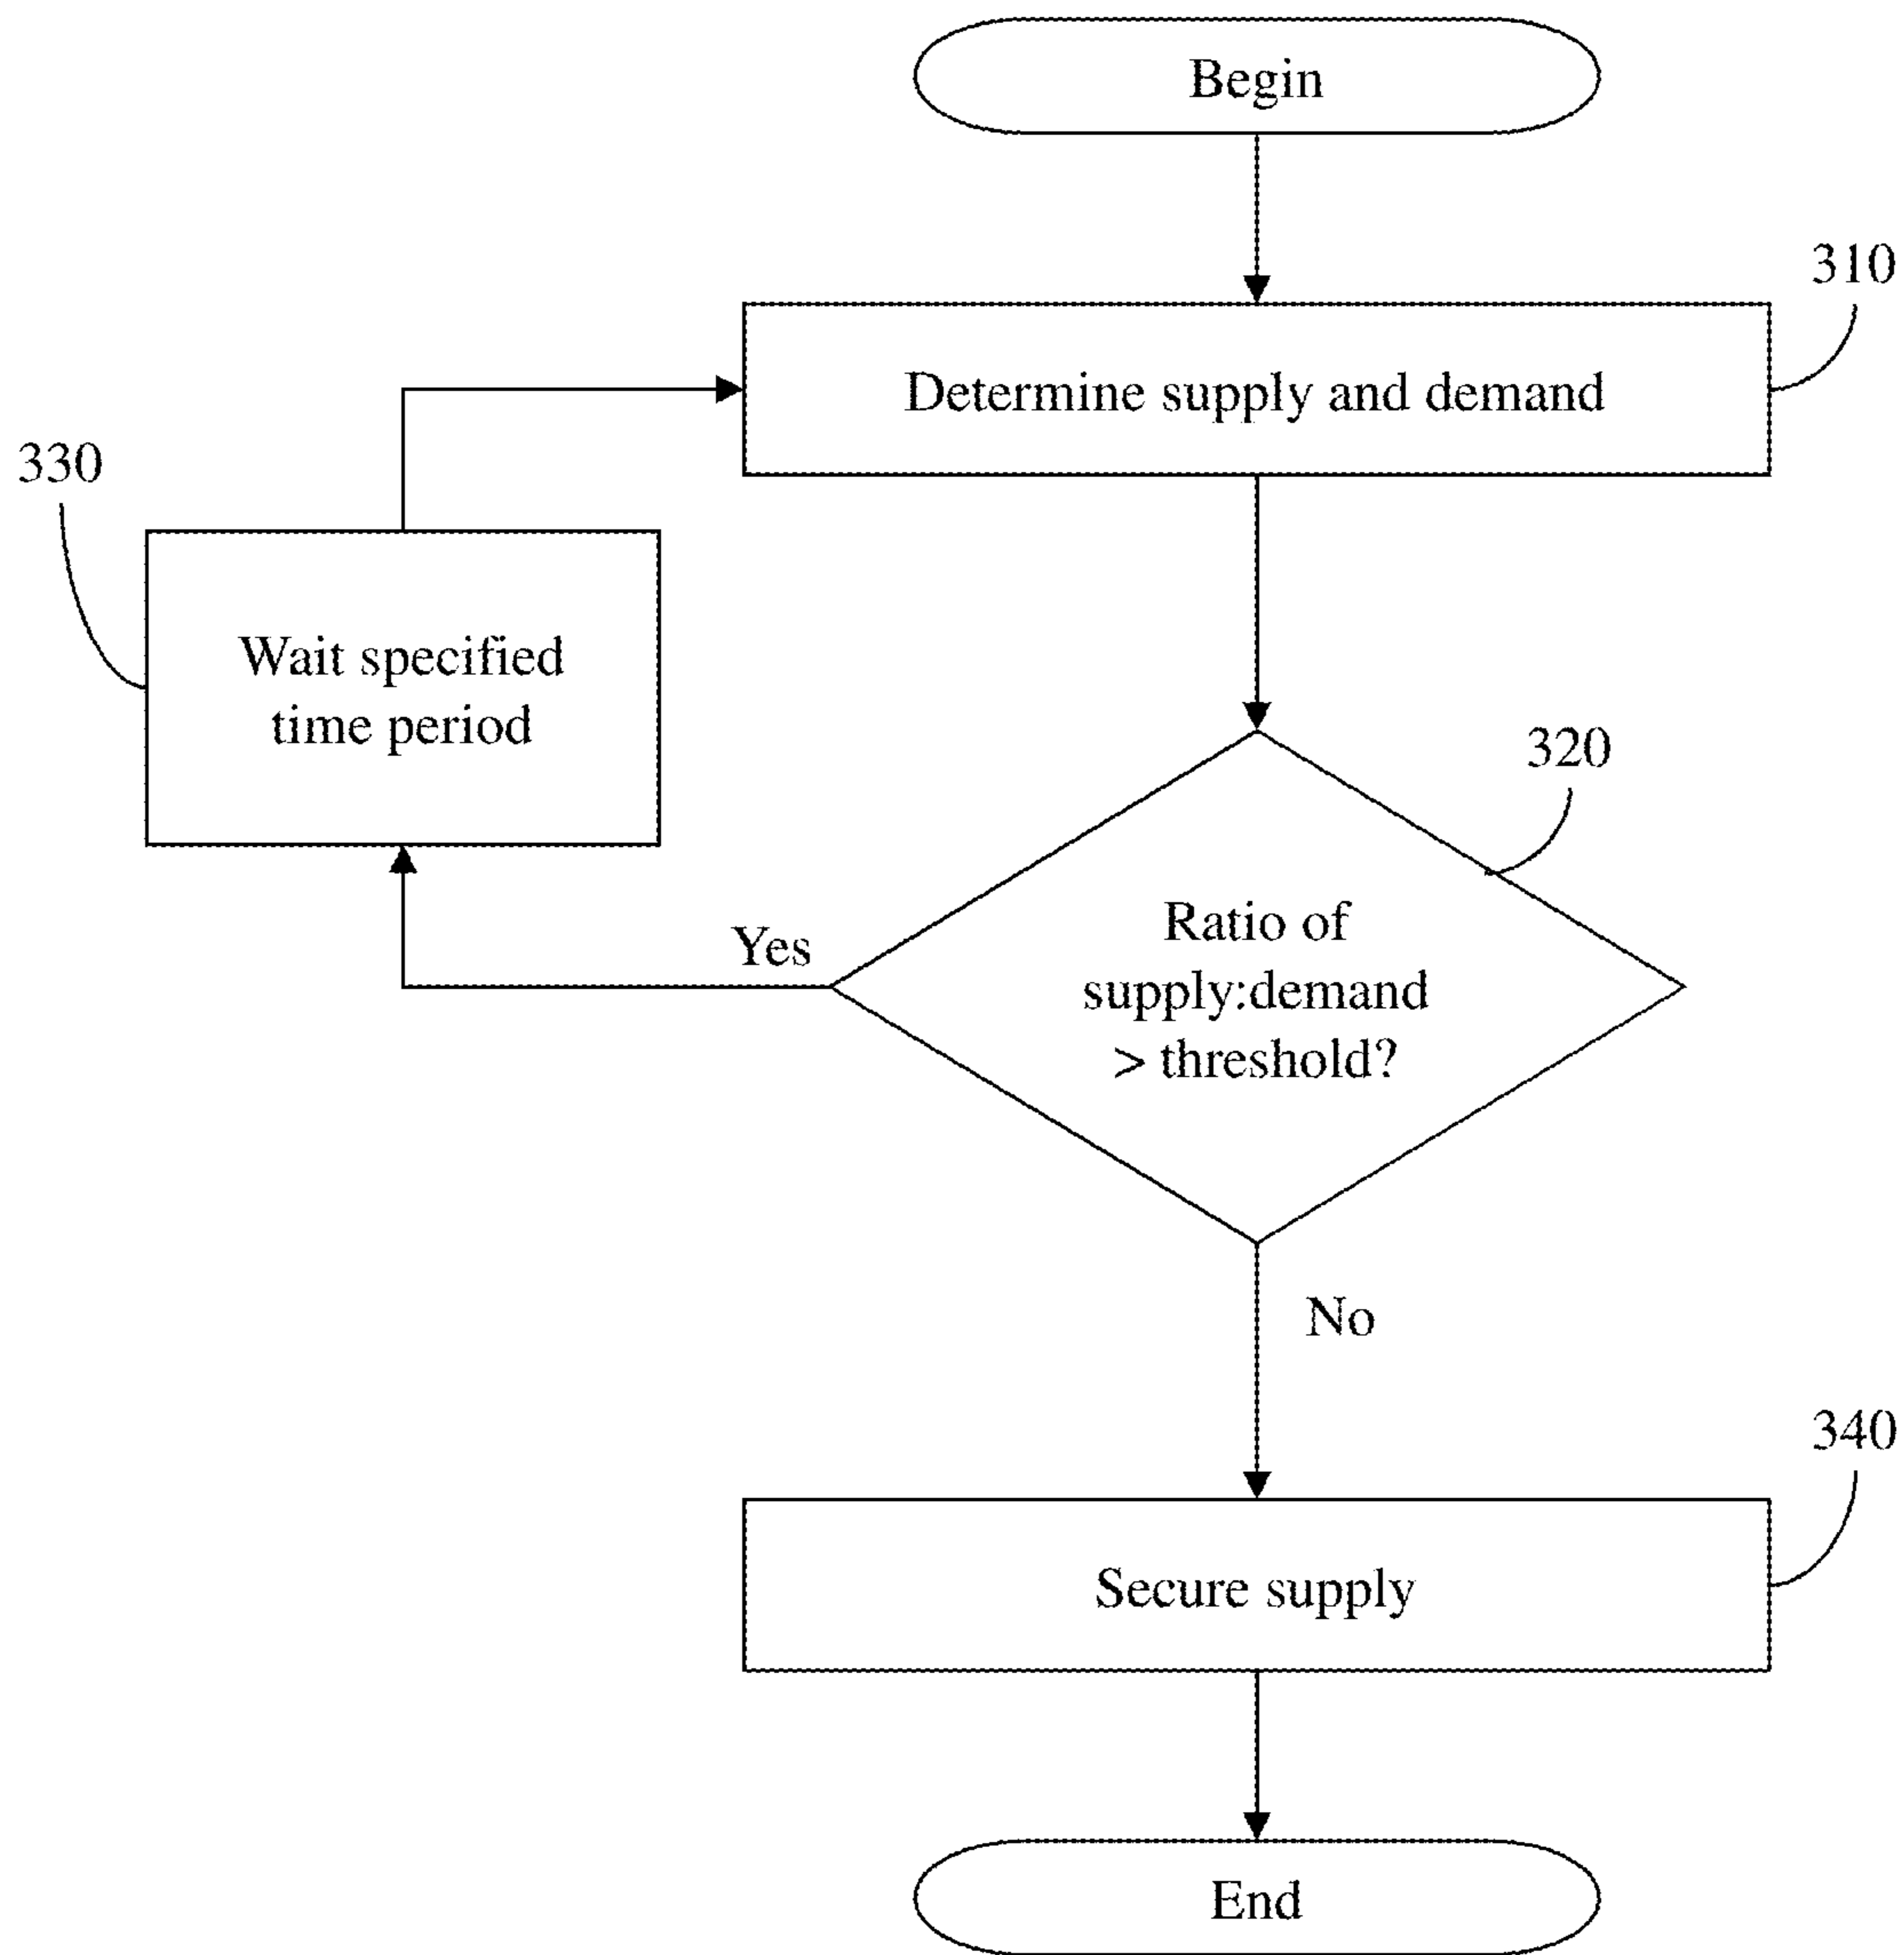 Begin
310
Determine supply and demand
330
Wait specified
time period
320
Ratio of
supply:demand
> threshold?
Yes
No
340
Secure supply
End